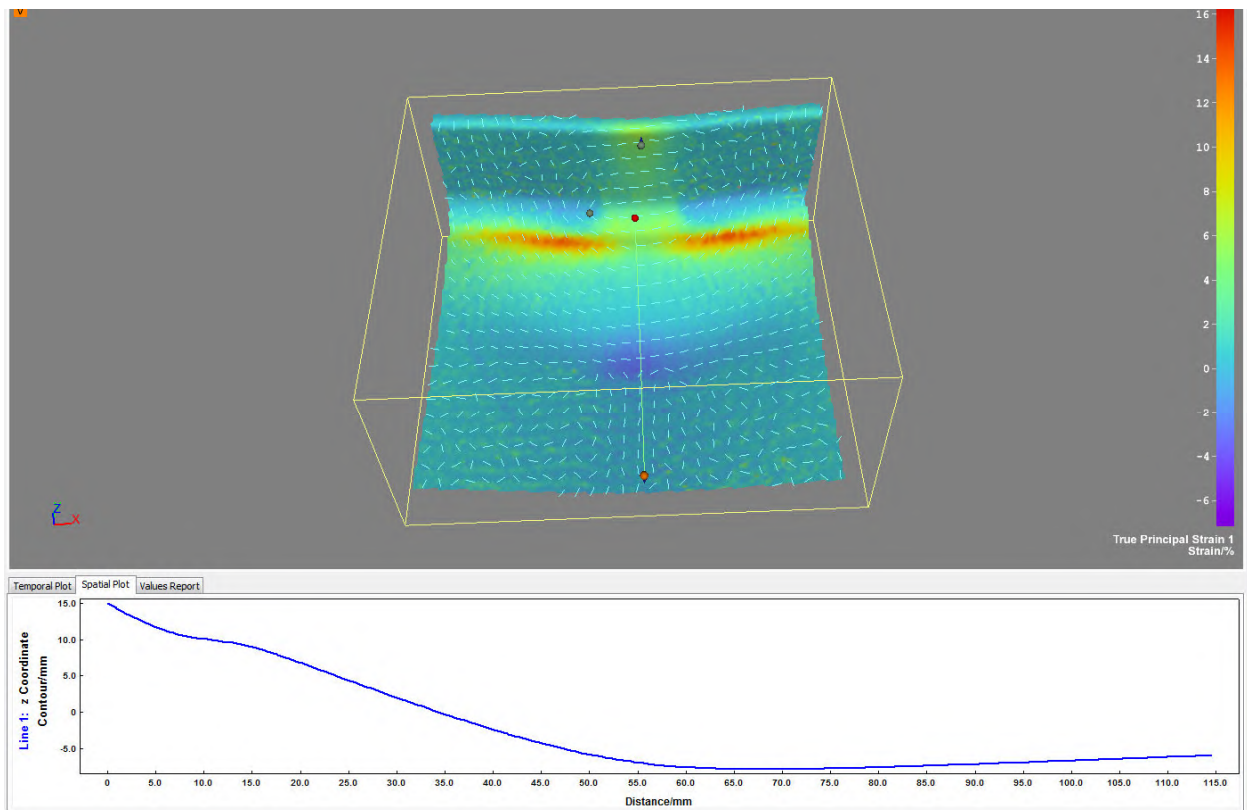 V
16
14
12
10
8
6
4
2
0
-2
-4
-6
True Principal Strain 1
Strain/%
Z
X
Temporal Plot Spatial Plot Values Report
Line 1: z Coordinate
Contour/mm
15.0
10.0
5.0
0
-5.0
0 5.0 10.0 15.0 20.0 25.0 30.0 35.0 40.0 45.0 50.0 55.0 60.0 65.0 70.0 75.0 80.0 85.0 90.0 95.0 100.0 105.0 110.0 115.0
Distance/mm